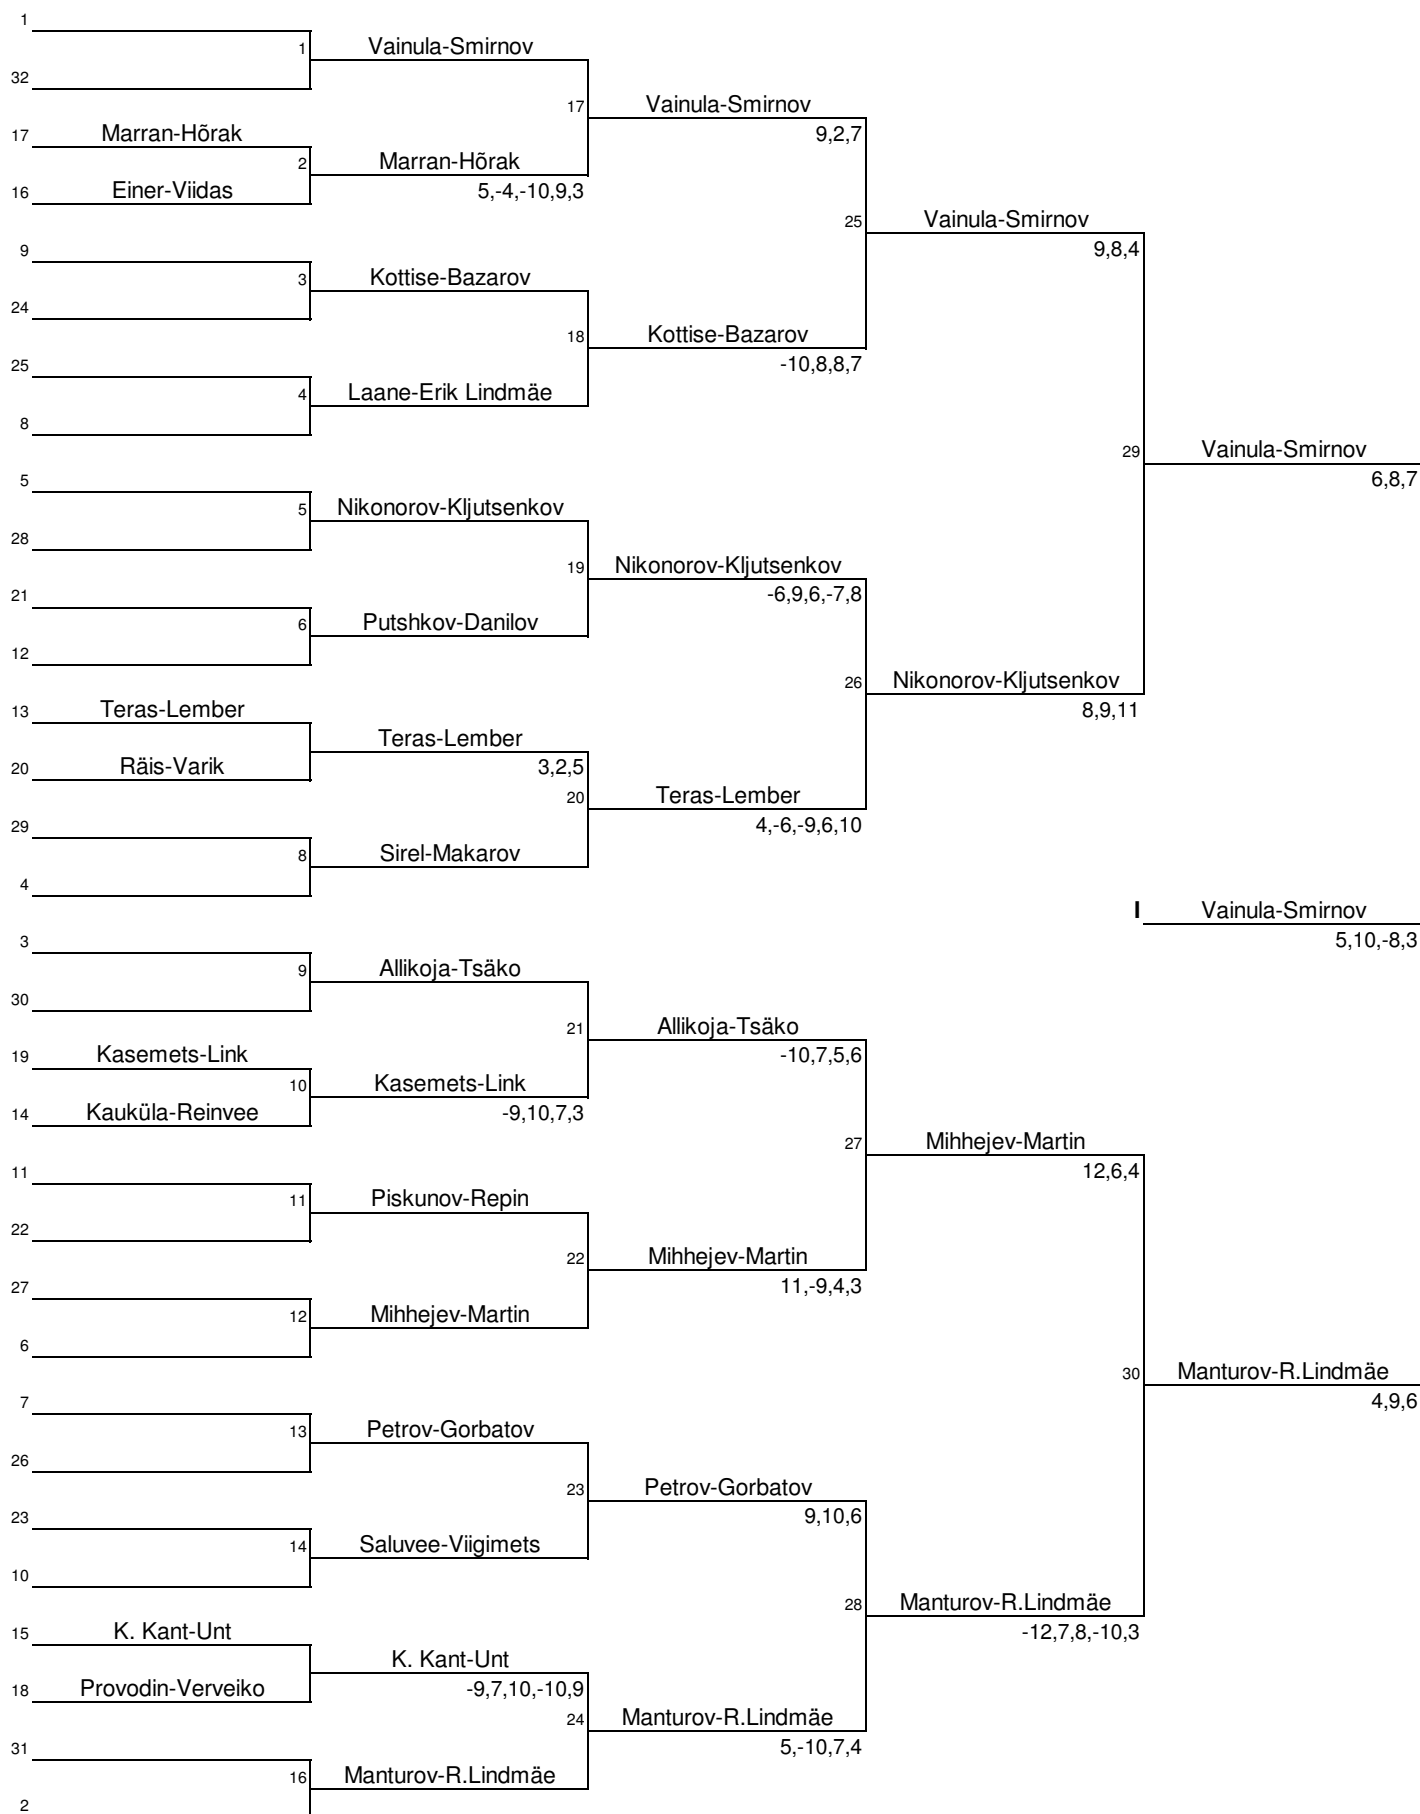 1
1 Vainula-Smirnov
32
17 Vainula-Smirnov
9,2,7
17 Marran-Hõrak
2 Marran-Hõrak
5,-4,-10,9,3
16 Einer-Viidas
25 Vainula-Smirnov
9,8,4
9
3 Kottise-Bazarov
24
18 Kottise-Bazarov
-10,8,8,7
25
4 Laane-Erik Lindmäe
8
29 Vainula-Smirnov
6,8,7
5
5 Nikonorov-Kljutsenkov
28
19 Nikonorov-Kljutsenkov
-6,9,6,-7,8
21
6 Putshkov-Danilov
12
26 Nikonorov-Kljutsenkov
8,9,11
13 Teras-Lember
Teras-Lember
3,2,5
20 Räis-Varik
20 Teras-Lember
4,-6,-9,6,10
29
8 Sirel-Makarov
4
I Vainula-Smirnov
5,10,-8,3
3
9 Allikoja-Tsäko
30
21 Allikoja-Tsäko
-10,7,5,6
19 Kasemets-Link
10 Kasemets-Link
-9,10,7,3
14 Kauküla-Reinvee
27 Mihhejev-Martin
12,6,4
11
11 Piskunov-Repin
22
22 Mihhejev-Martin
11,-9,4,3
27
12 Mihhejev-Martin
6
30 Manturov-R.Lindmäe
4,9,6
7
13 Petrov-Gorbatov
26
23 Petrov-Gorbatov
9,10,6
23
14 Saluvee-Viigimets
10
28 Manturov-R.Lindmäe
-12,7,8,-10,3
15 K. Kant-Unt
K. Kant-Unt
-9,7,10,-10,9
18 Provodin-Verveiko
24 Manturov-R.Lindmäe
5,-10,7,4
31
16 Manturov-R.Lindmäe
2